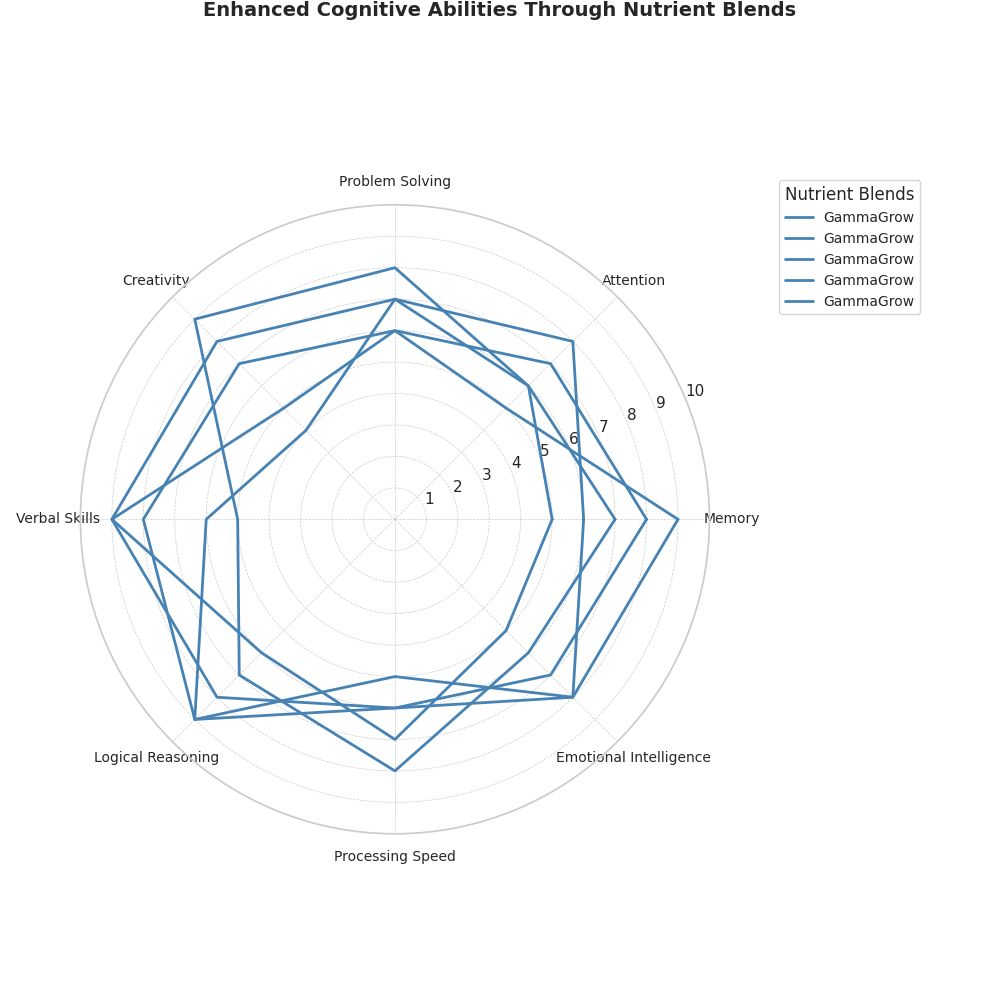 Enhanced Cognitive Abilities Through Nutrient Blends
Problem Solving
Nutrient Blends
GammaGrow
GammaGrow
GammaGrow
GammaGrow
GammaGrow
Creativity
Attention
10
9
8
7
6
5
4
3
2
1
Verbal Skills
Memory
Logical Reasoning
Emotional Intelligence
Processing Speed